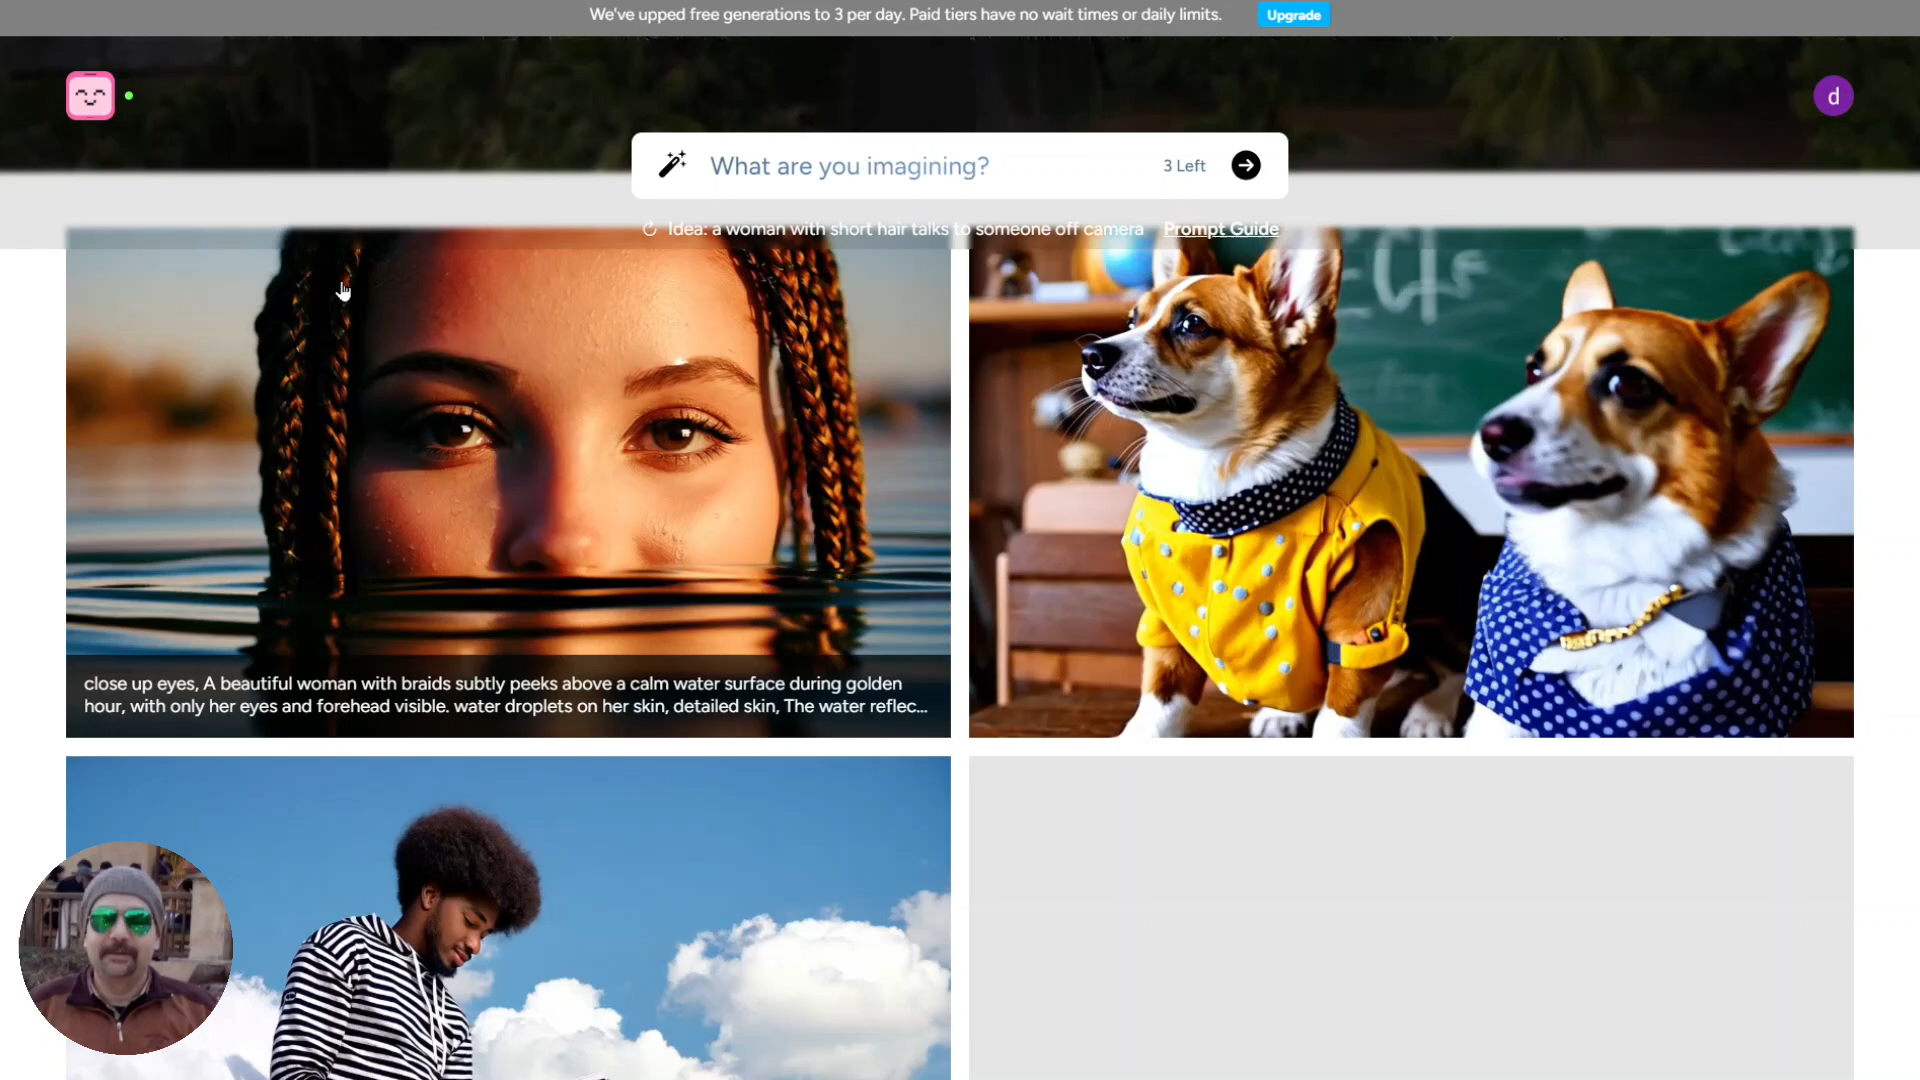 We've upped free generations to 3 per day. Paid tiers have no wait times or daily limits. Upgrade
d
What are you imagining? 3 Left
Idea: a woman with short hair talks to someone off camera Prompt Guide
close up eyes, A beautiful woman with braids subtly peeks above a calm water surface during golden
hour, with only her eyes and forehead visible. water droplets on her skin, detailed skin, The water reflec...